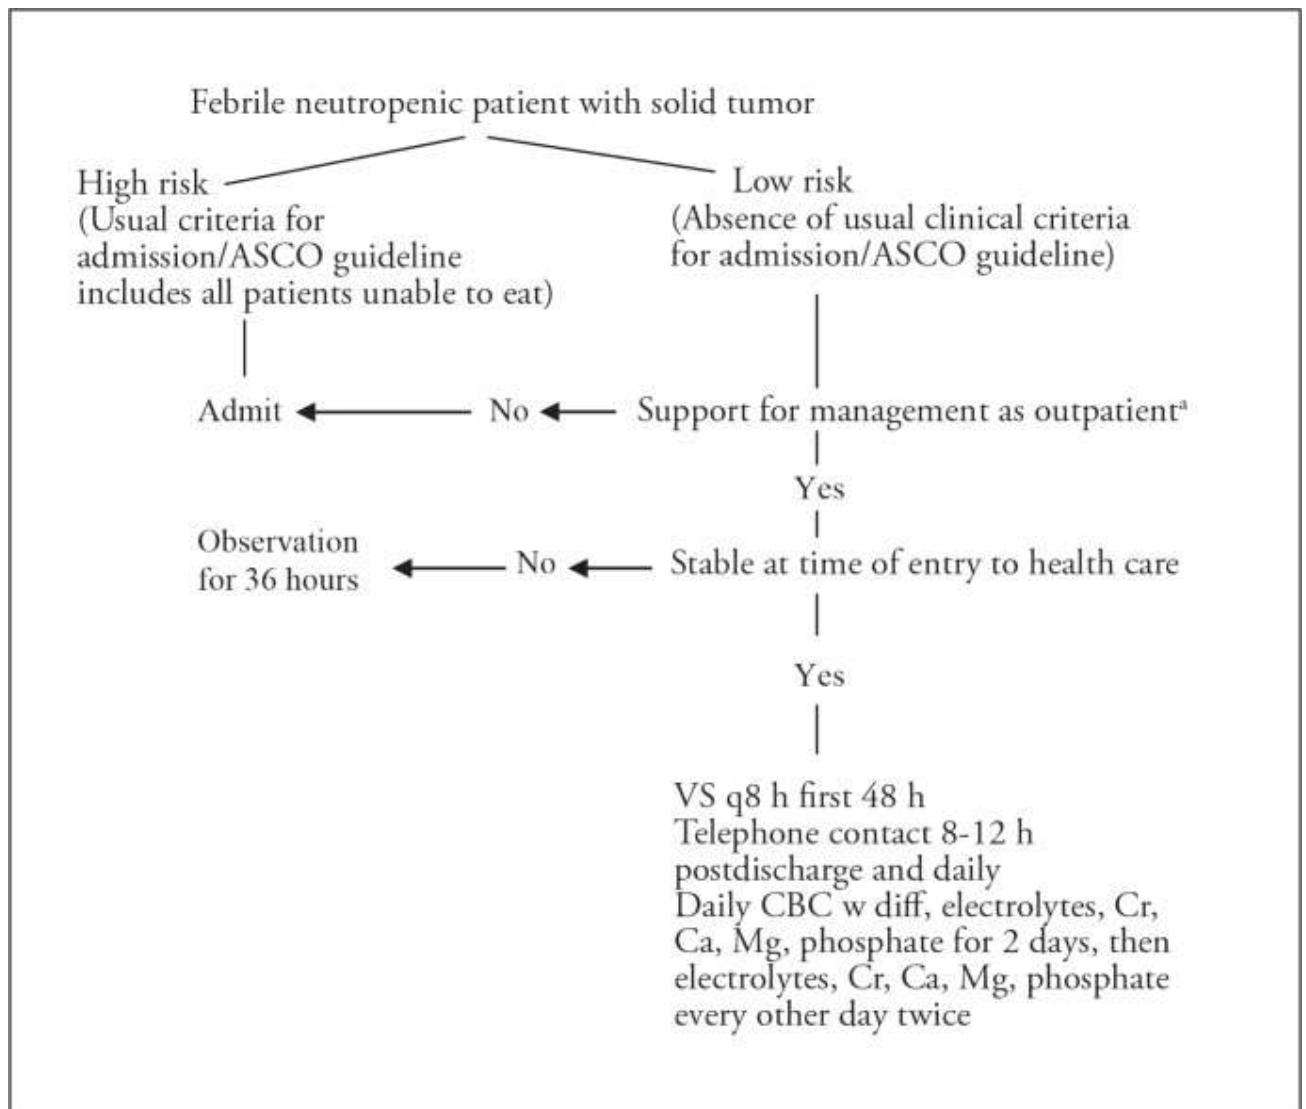 Febrile neutropenic patient with solid tumor
High risk
(Usual criteria for
admission/ASCO guideline
includes all patients unable to eat)
Low risk
(Absence of usual clinical criteria
for admission/ASCO guideline)
Admit
No
Support for management as outpatientᵃ
Yes
Observation
for 36 hours
No
Stable at time of entry to health care
Yes
VS q8 h first 48 h
Telephone contact 8-12 h
postdischarge and daily
Daily CBC w diff, electrolytes, Cr,
Ca, Mg, phosphate for 2 days, then
electrolytes, Cr, Ca, Mg, phosphate
every other day twice